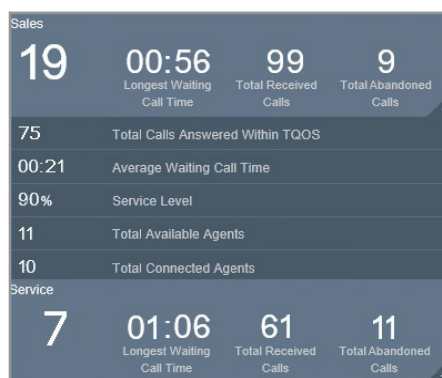 Sales
19 00:56 99 9
Longest Waiting Total Received Total Abandoned
Call Time Calls Calls
75 Total Calls Answered Within TQOS
00:21 Average Waiting Call Time
90% Service Level
11 Total Available Agents
10 Total Connected Agents
Service
7 01:06 61 11
Longest Waiting Total Received Total Abandoned
Call Time Calls Calls